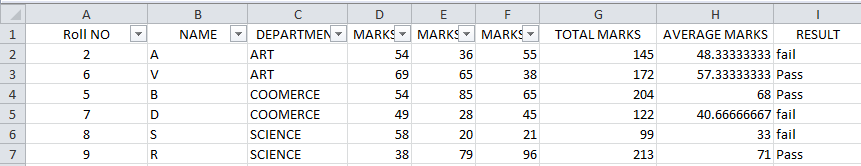 A B C D E F G H I
1 Roll NO NAME DEPARTMEN MARKS MARKS MARKS TOTAL MARKS AVERAGE MARKS RESULT
2 2 A ART 54 36 55 145 48.33333333 fail
3 6 V ART 69 65 38 172 57.33333333 Pass
4 5 B COOMERCE 54 85 65 204 68 Pass
5 7 D COOMERCE 49 28 45 122 40.66666667 fail
6 8 S SCIENCE 58 20 21 99 33 fail
7 9 R SCIENCE 38 79 96 213 71 Pass